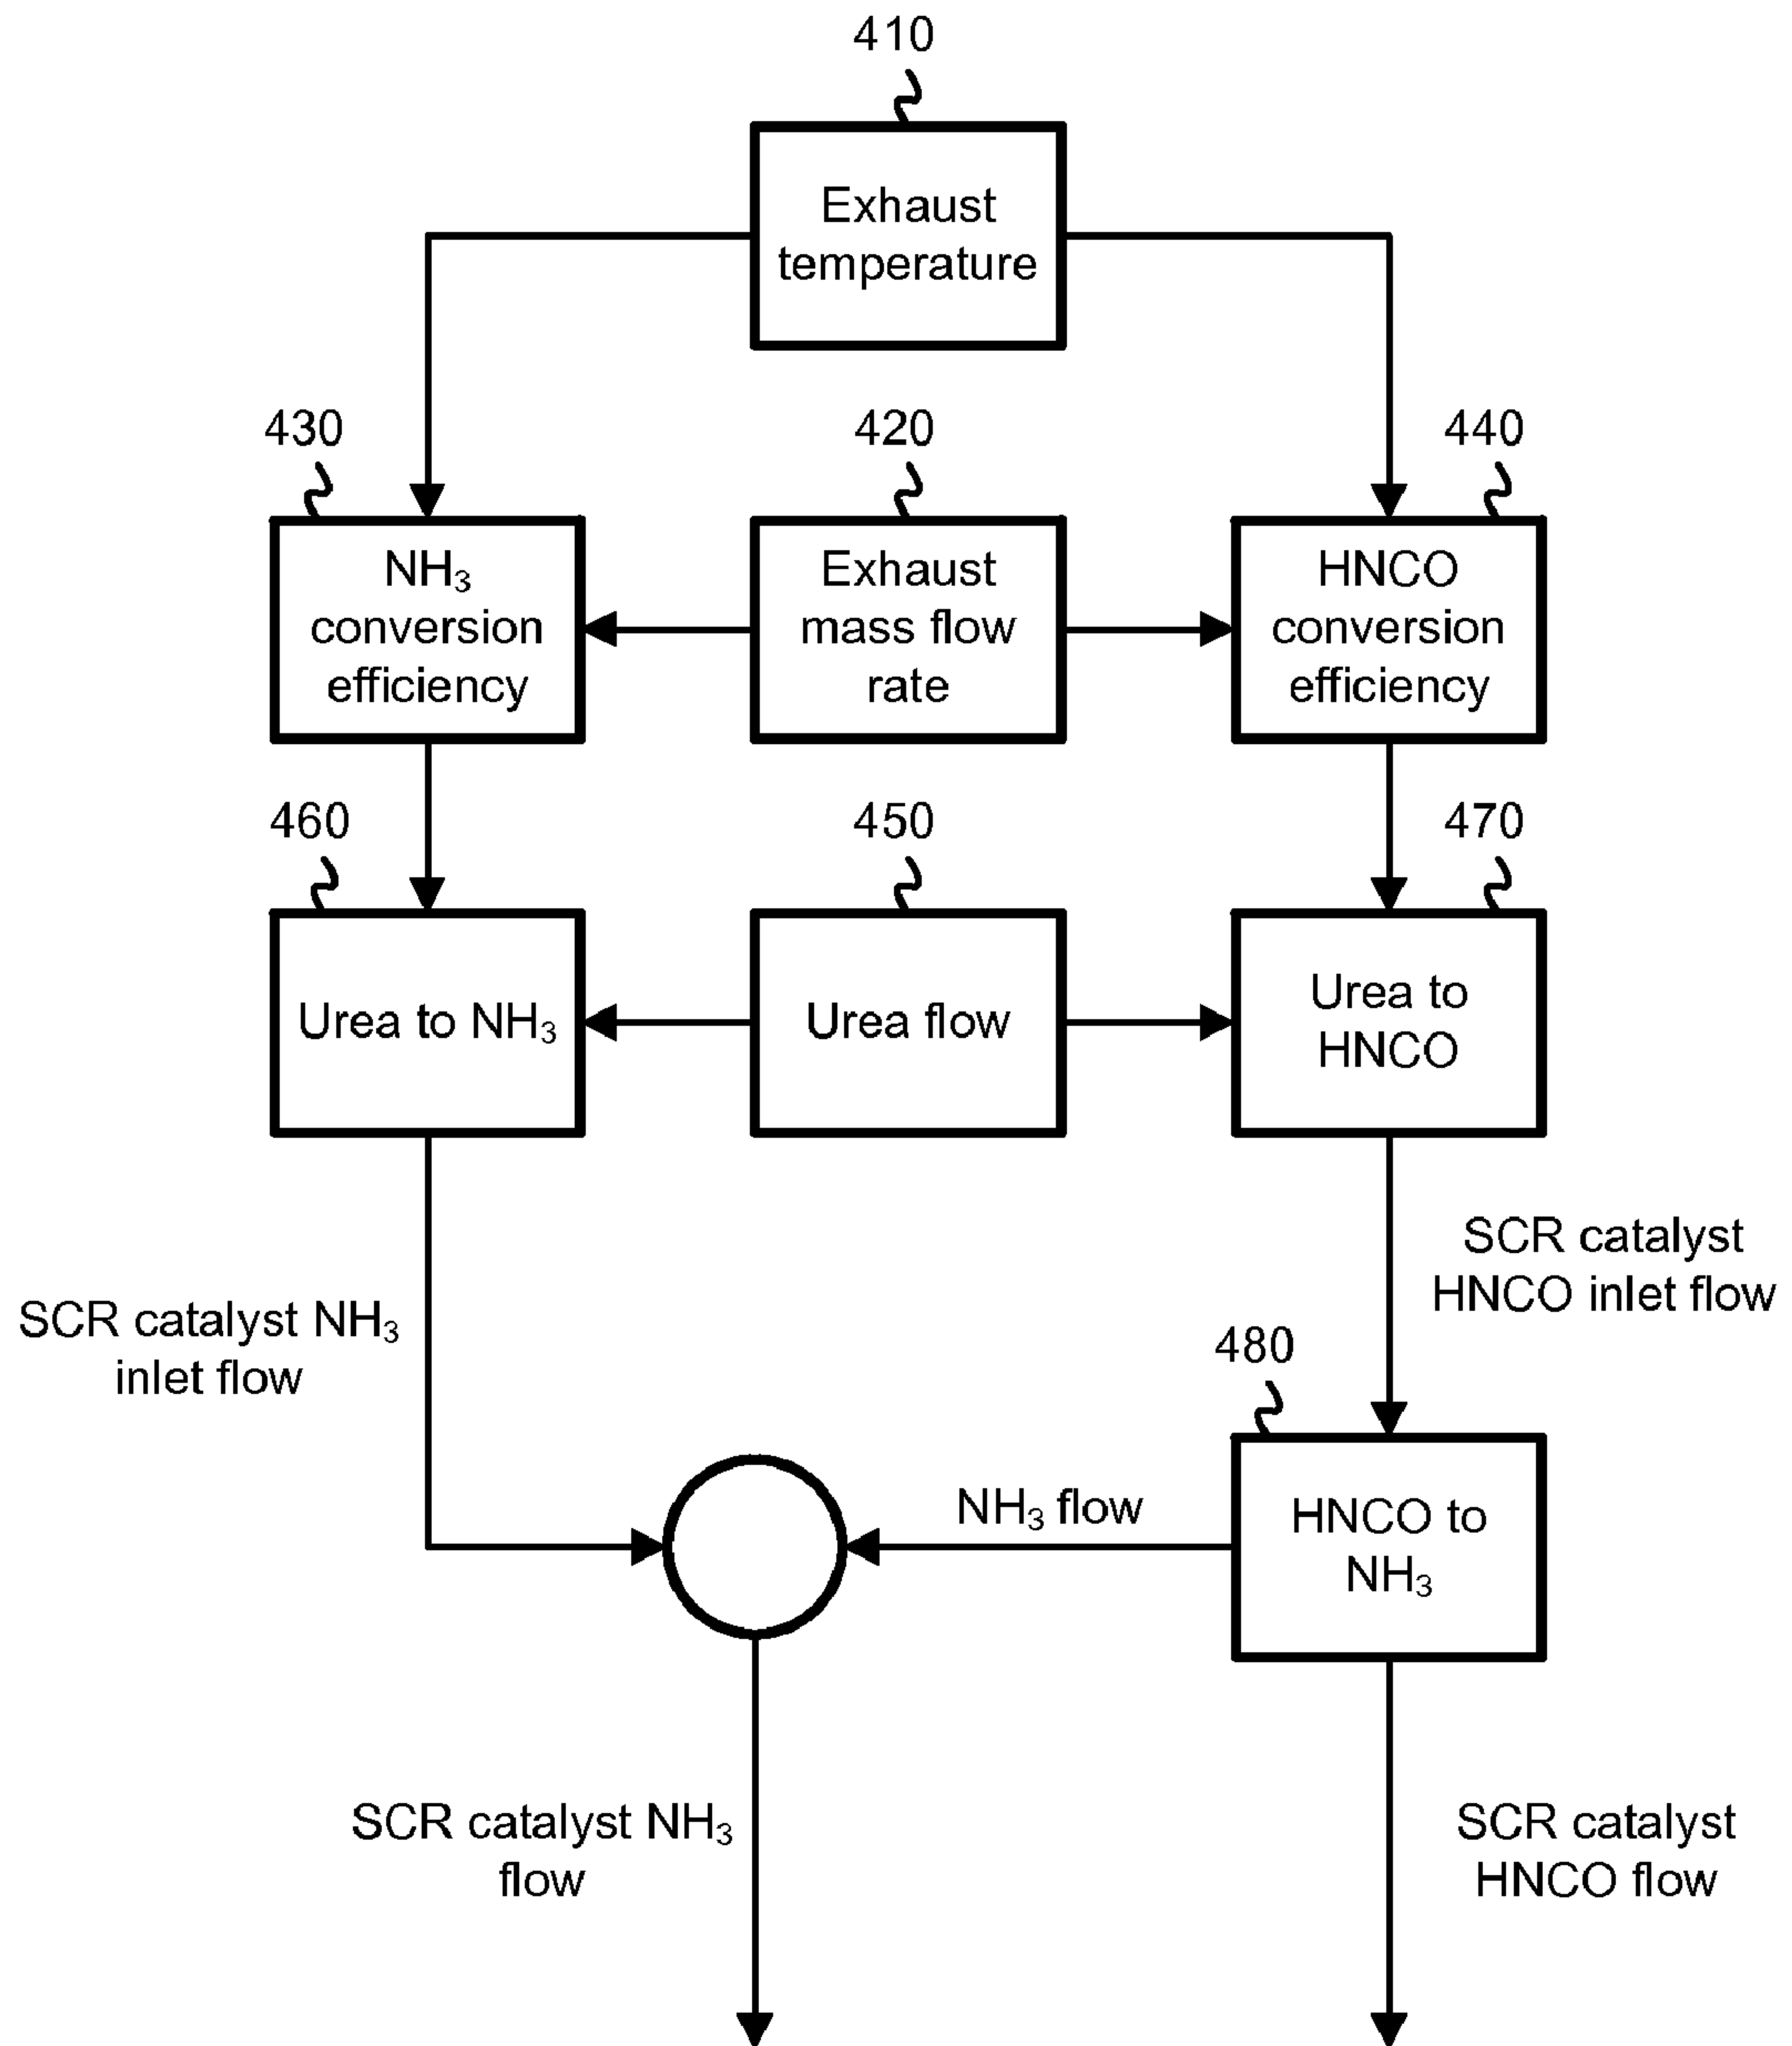 410
Exhaust
temperature
430
420
440
NH₃
conversion
efficiency
Exhaust
mass flow
rate
HNCO
conversion
efficiency
460
450
470
Urea to NH₃
Urea flow
Urea to
HNCO
SCR catalyst NH₃
inlet flow
SCR catalyst
HNCO inlet flow
480
NH₃ flow
HNCO to
NH₃
SCR catalyst NH₃
flow
SCR catalyst
HNCO flow